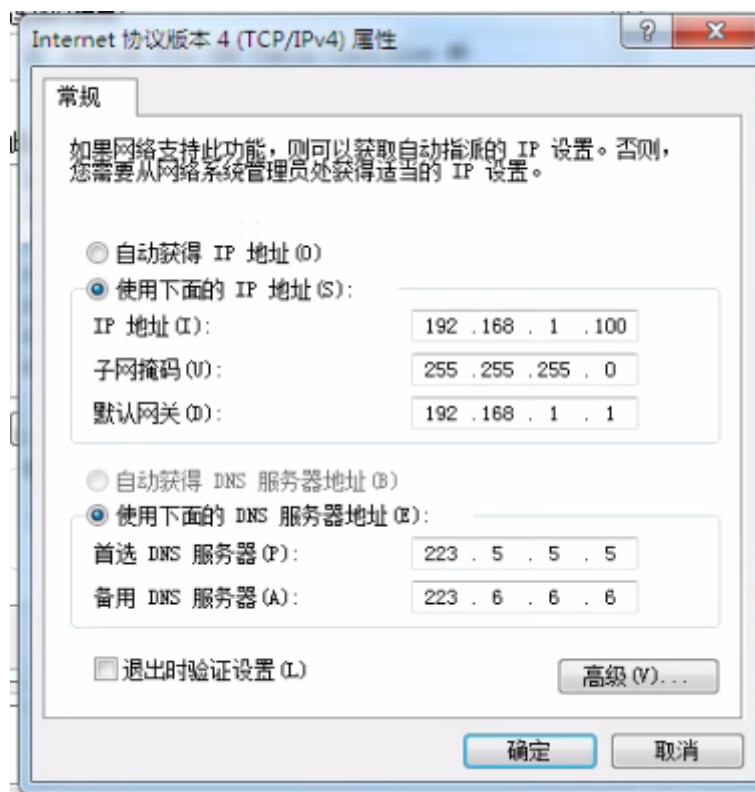 Internet 协议版本 4 (TCP/IPv4) 属性
常规
如果网络支持此功能，则可以获取自动指派的 IP 设置。否则，
您需要从网络系统管理员处获得适当的 IP 设置。
自动获得 IP 地址(O)
使用下面的 IP 地址(S):
IP 地址(I): 192 .168 . 1 .100
子网掩码(U): 255 .255 .255 . 0
默认网关(D): 192 .168 . 1 . 1
自动获得 DNS 服务器地址(B)
使用下面的 DNS 服务器地址(E):
首选 DNS 服务器(P): 223 . 5 . 5 . 5
备用 DNS 服务器(A): 223 . 6 . 6 . 6
退出时验证设置(L)
高级(V)...
确定 取消